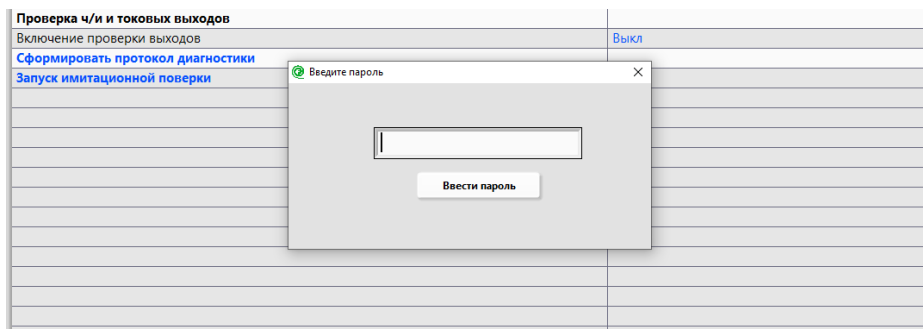 Проверка ч/и и токовых выходов
Включение проверки выходов Выкл
Сформировать протокол диагностики
Введите пароль
Запуск имитационной поверки
Ввести пароль